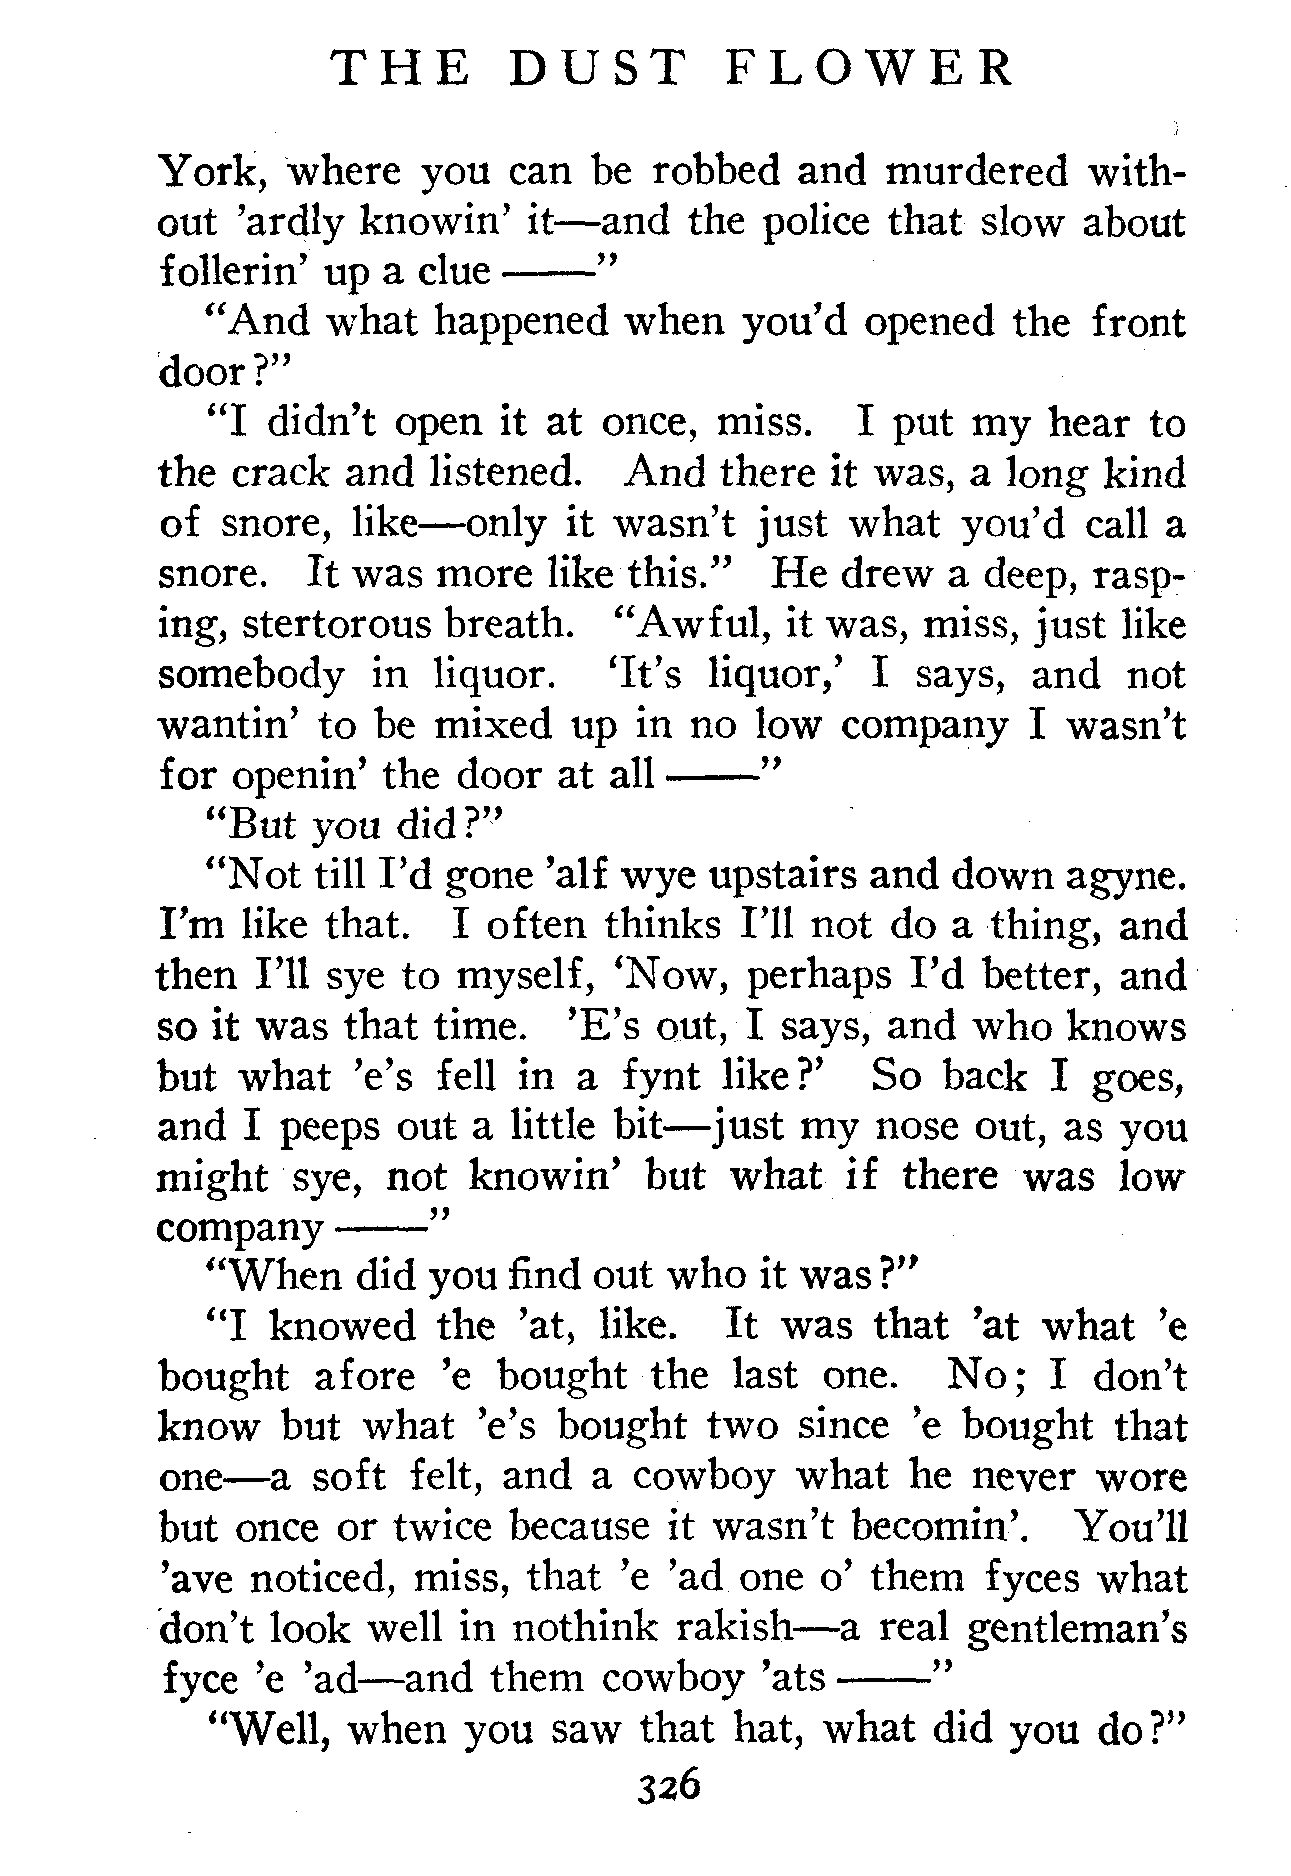 THE DUST FLOWER
York, where you can be robbed and murdered with-
out 'ardly knowin' it—and the police that slow about
follerin' up a clue ——"
"And what happened when you'd opened the front
door?"
"I didn't open it at once, miss. I put my hear to
the crack and listened. And there it was, a long kind
of snore, like—only it wasn't just what you'd call a
snore. It was more like this." He drew a deep, rasp-
ing, stertorous breath. "Awful, it was, miss, just like
somebody in liquor. 'It's liquor,' I says, and not
wantin' to be mixed up in no low company I wasn't
for openin' the door at all ——"
"But you did?"
"Not till I'd gone 'alf wye upstairs and down agyne.
I'm like that. I often thinks I'll not do a thing, and
then I'll sye to myself, 'Now, perhaps I'd better, and
so it was that time. 'E's out, I says, and who knows
but what 'e's fell in a fynt like?' So back I goes,
and I peeps out a little bit—just my nose out, as you
might sye, not knowin' but what if there was low
company ——"
"When did you find out who it was?"
"I knowed the 'at, like. It was that 'at what 'e
bought afore 'e bought the last one. No; I don't
know but what 'e's bought two since 'e bought that
one—a soft felt, and a cowboy what he never wore
but once or twice because it wasn't becomin'. You'll
'ave noticed, miss, that 'e 'ad one o' them fyces what
don't look well in nothink rakish—a real gentleman's
fyce 'e 'ad—and them cowboy 'ats ——"
"Well, when you saw that hat, what did you do?"
326